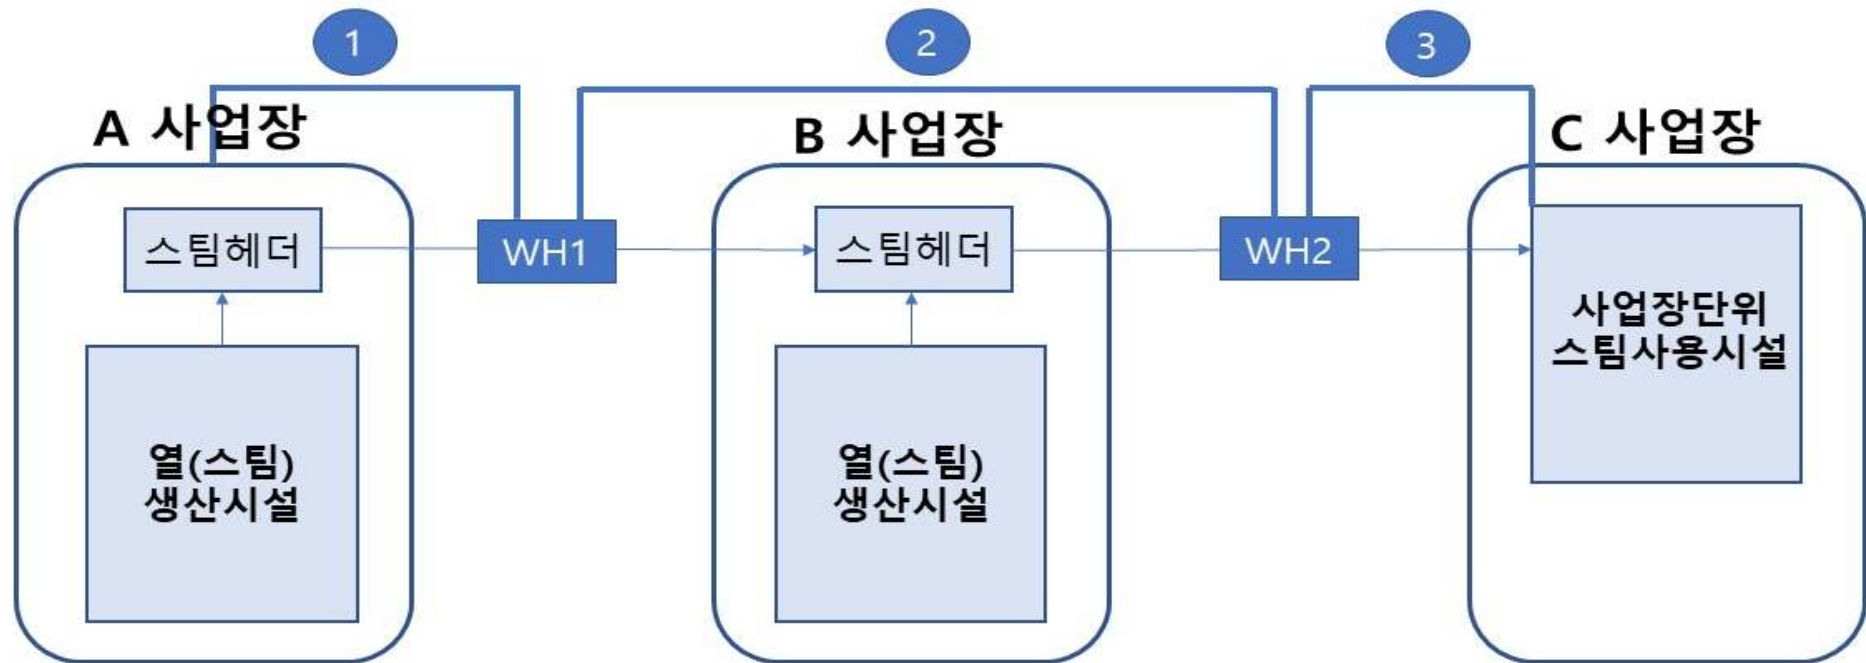 1
2
3
A 사업장
B 사업장
C 사업장
스팀헤더
WH1
스팀헤더
WH2
사업장단위
스팀사용시설
열(스팀)
생산시설
열(스팀)
생산시설